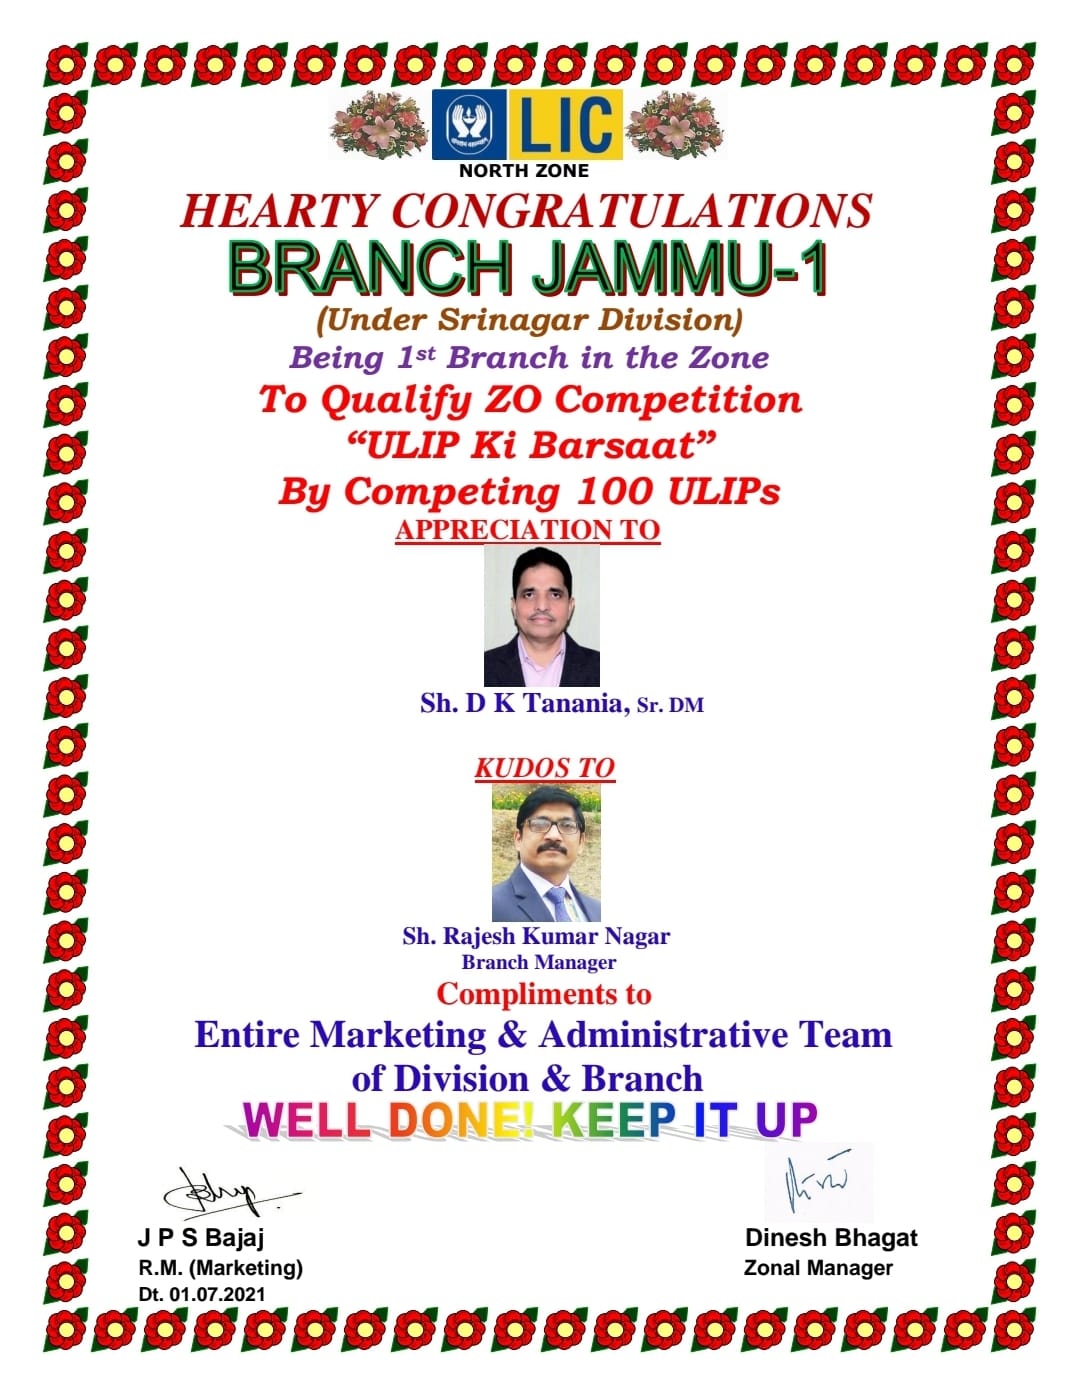 LIC
NORTH ZONE
HEARTY CONGRATULATIONS
BRANCH JAMMU-1
(Under Srinagar Division)
Being 1st Branch in the Zone
To Qualify ZO Competition
“ULIP Ki Barsaat”
By Competing 100 ULIPs
APPRECIATION TO
Sh. D K Tanania, Sr. DM
KUDOS TO
Sh. Rajesh Kumar Nagar
Branch Manager
Compliments to
Entire Marketing & Administrative Team
of Division & Branch
WELL DONE! KEEP IT UP
J P S Bajaj
Dinesh Bhagat
R.M. (Marketing)
Zonal Manager
Dt. 01.07.2021